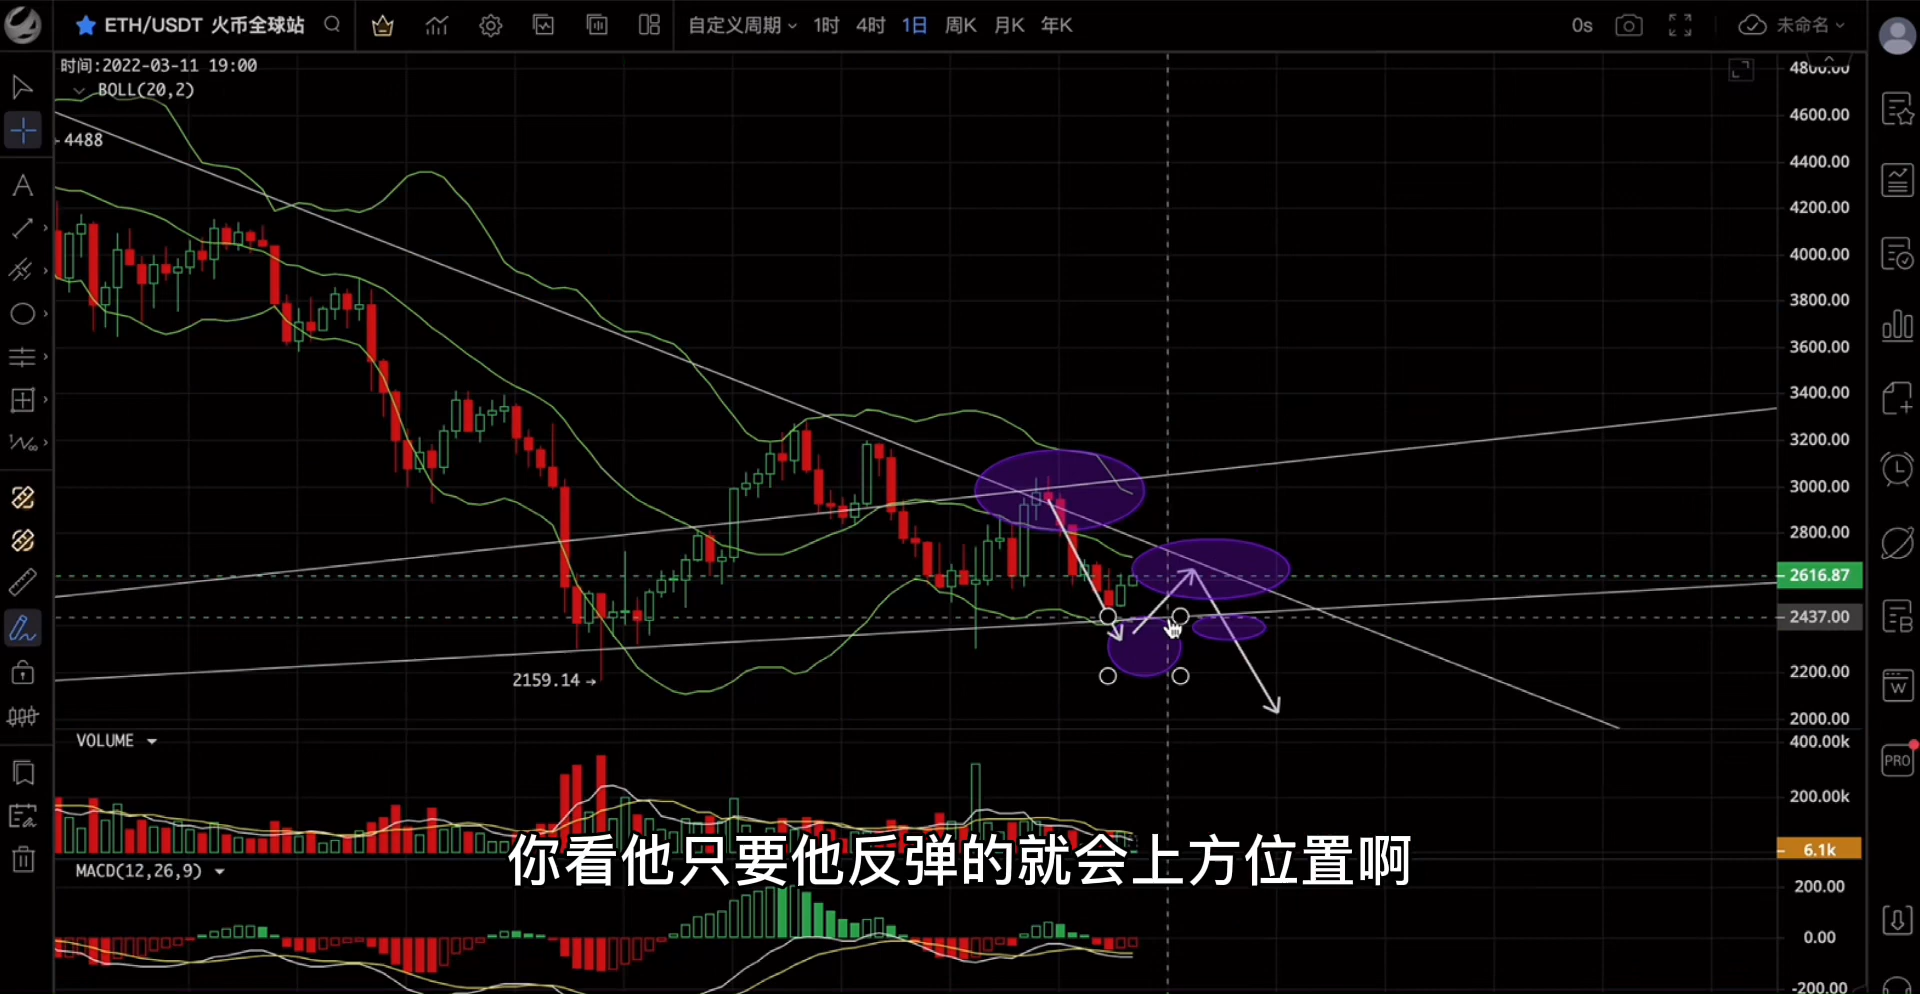 ETH/USDT 火币全球站
自定义周期 1时 4时 1日 周K 月K 年K
0s
未命名
时间:2022-03-11 19:00
BOLL(20,2)
4488
4800.00
4600.00
4400.00
4200.00
4000.00
3800.00
3600.00
3400.00
3200.00
3000.00
2800.00
2616.87
2437.00
2200.00
2000.00
2159.14
VOLUME
400.00k
200.00k
6.1k
MACD(12,26,9)
200.00
0.00
-200.00
你看他只要他反弹的就会上方位置啊
A
B
W
PRO